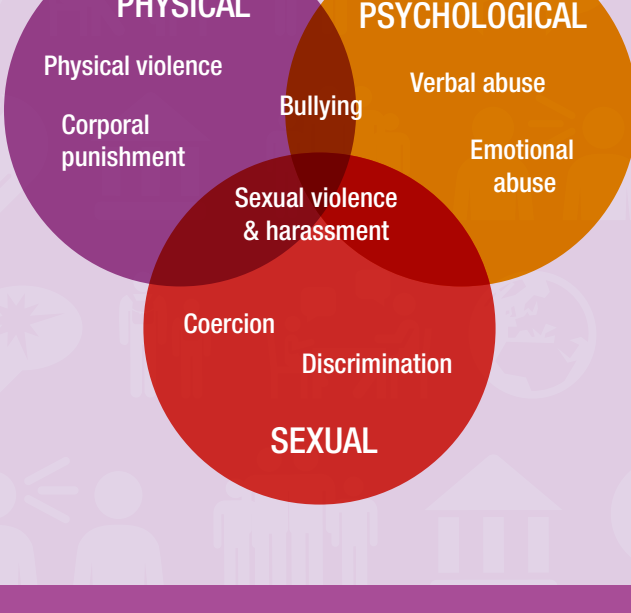 PHYSICAL
PSYCHOLOGICAL
Physical violence
Verbal abuse
Bullying
Corporal
punishment
Emotional
abuse
Sexual violence
& harassment
Coercion
Discrimination
SEXUAL